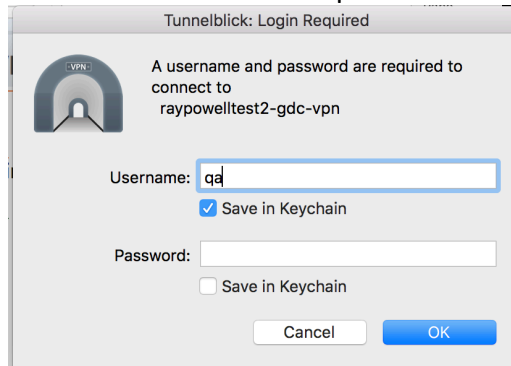 Tunnelblick: Login Required
VPN
A username and password are required to
connect to
raypowelltest2-gdc-vpn
Username: qa
Save in Keychain
Password:
Save in Keychain
Cancel OK